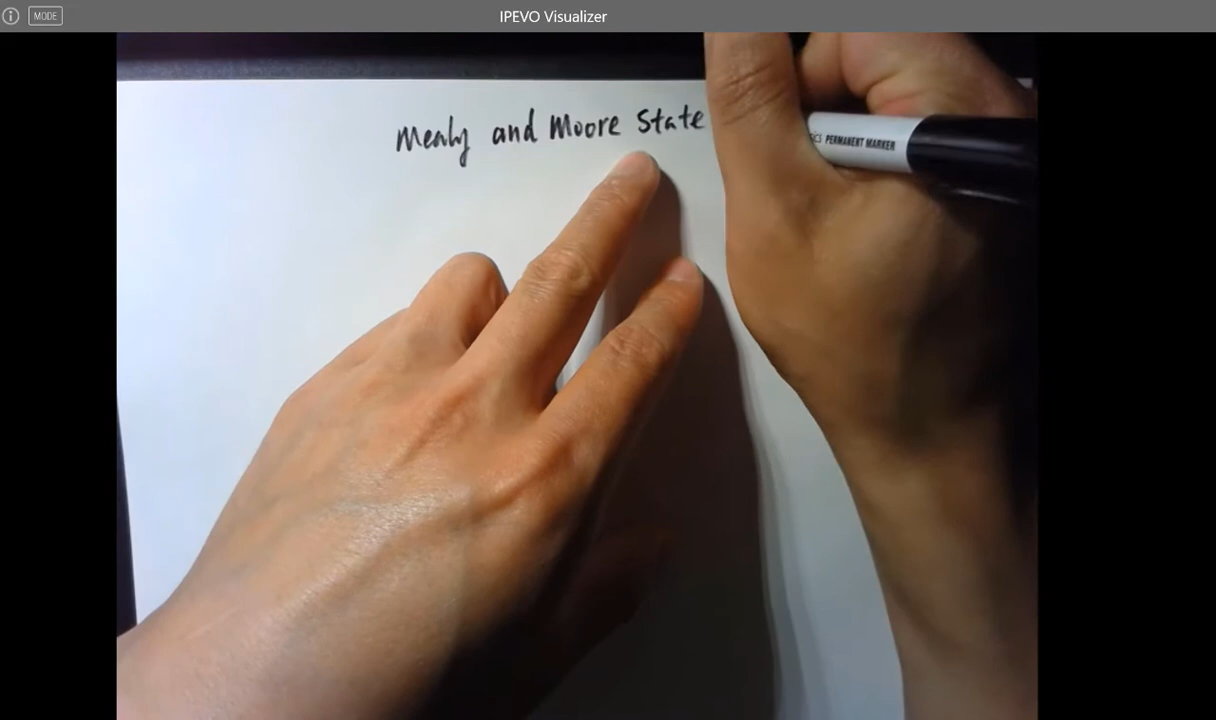 MODE
IPEVO Visualizer
Mealy and Moore State
PERMANENT MARKER